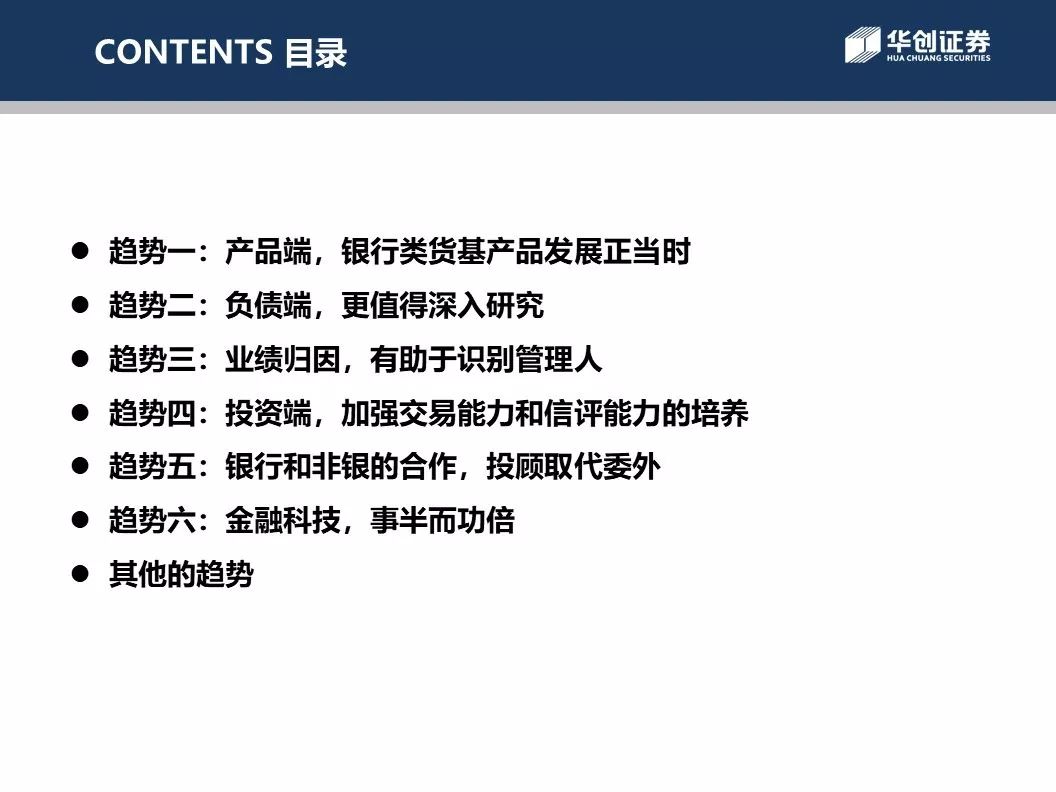 CONTENTS 目录
华创证券
HUA CHUANG SECURITIES
● 趋势一：产品端，银行类货基产品发展正当时
● 趋势二：负债端，更值得深入研究
● 趋势三：业绩归因，有助于识别管理人
● 趋势四：投资端，加强交易能力和信评能力的培养
● 趋势五：银行和非银的合作，投顾取代委外
● 趋势六：金融科技，事半而功倍
● 其他的趋势